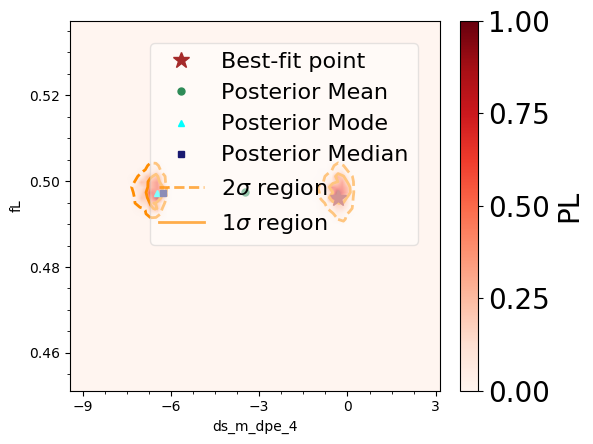 Best-fit point
Posterior Mean
Posterior Mode
Posterior Median
2σ region
1σ region
0.52
0.50
0.48
0.46
fL
−9
−6
−3
0
3
ds_m_dpe_4
1.00
0.75
0.50
0.25
0.00
PL